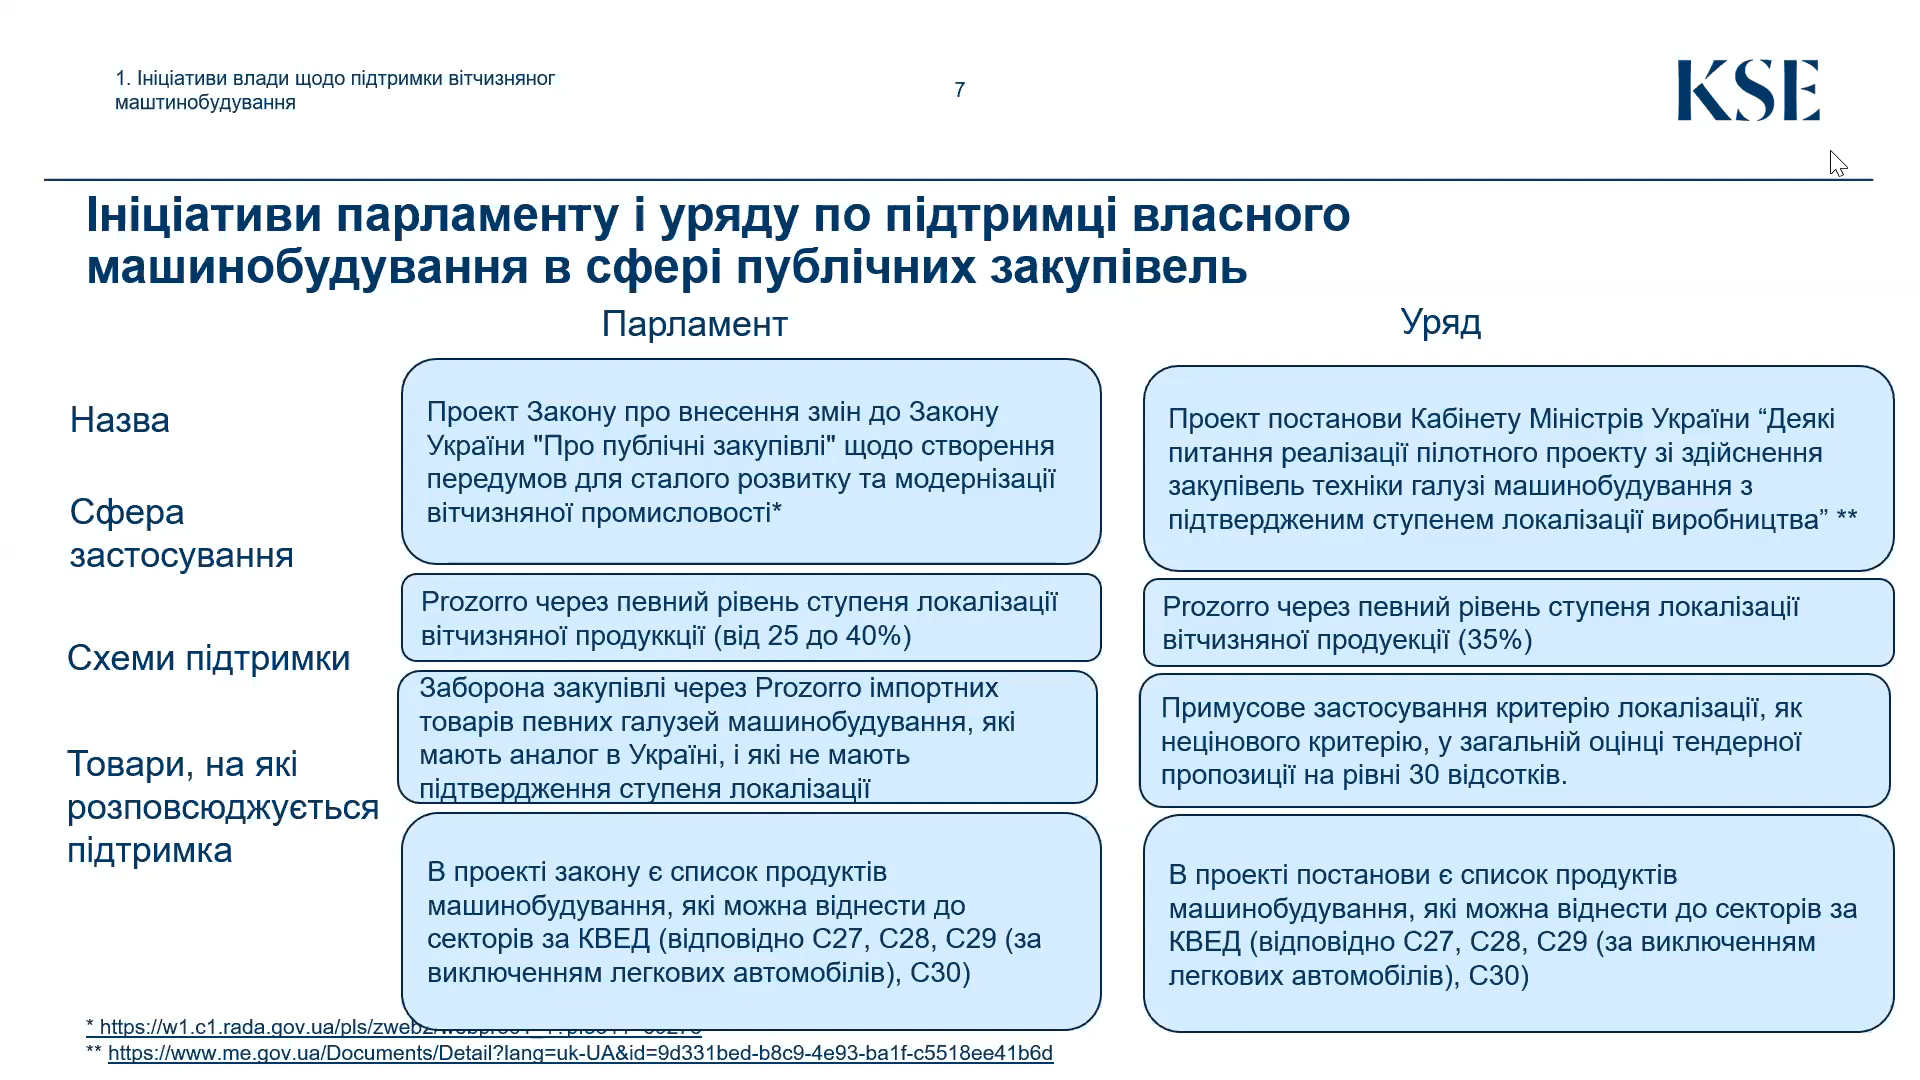 1. Ініціативи влади щодо підтримки вітчизняног
маштинобудування
7
KSE
Ініціативи парламенту і уряду по підтримці власного
машинобудування в сфері публічних закупівель
Парламент
Уряд
Назва
Проект Закону про внесення змін до Закону
України "Про публічні закупівлі" щодо створення
передумов для сталого розвитку та модернізації
вітчизняної промисловості*
Проект постанови Кабінету Міністрів України “Деякі
питання реалізації пілотного проекту зі здійснення
закупівель техніки галузі машинобудування з
підтвердженим ступенем локалізації виробництва” **
Сфера
застосування
Prozorro через певний рівень ступеня локалізації
вітчизняної продуккції (від 25 до 40%)
Prozorro через певний рівень ступеня локалізації
вітчизняної продуекції (35%)
Схеми підтримки
Заборона закупівлі через Prozorro імпортних
товарів певних галузей машинобудування, які
мають аналог в Україні, і які не мають
підтвердження ступеня локалізації
Примусове застосування критерію локалізації, як
нецінового критерію, у загальній оцінці тендерної
пропозиції на рівні 30 відсотків.
Товари, на які
розповсюджується
підтримка
В проекті закону є список продуктів
машинобудування, які можна віднести до
секторів за КВЕД (відповідно С27, С28, С29 (за
виключенням легкових автомобілів), С30)
В проекті постанови є список продуктів
машинобудування, які можна віднести до секторів за
КВЕД (відповідно С27, С28, С29 (за виключенням
легкових автомобілів), С30)
*
** https://www.me.gov.ua/Documents/Detail?lang=uk-UA&id=9d331bed-b8c9-4e93-ba1f-c5518ee41b6d